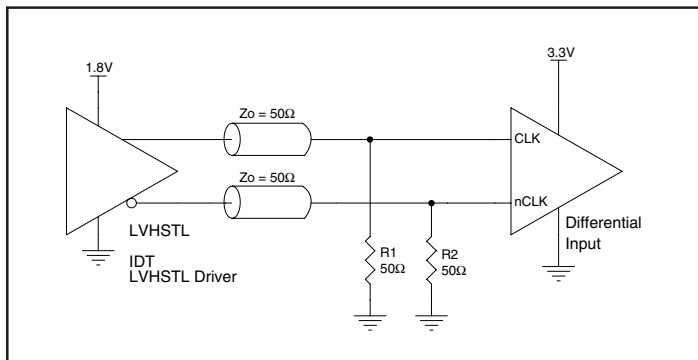 1.8V
3.3V
Zo = 50Ω
CLK
Zo = 50Ω
nCLK
Differential
Input
LVHSTL
IDT
LVHSTL Driver
R1
50Ω
R2
50Ω